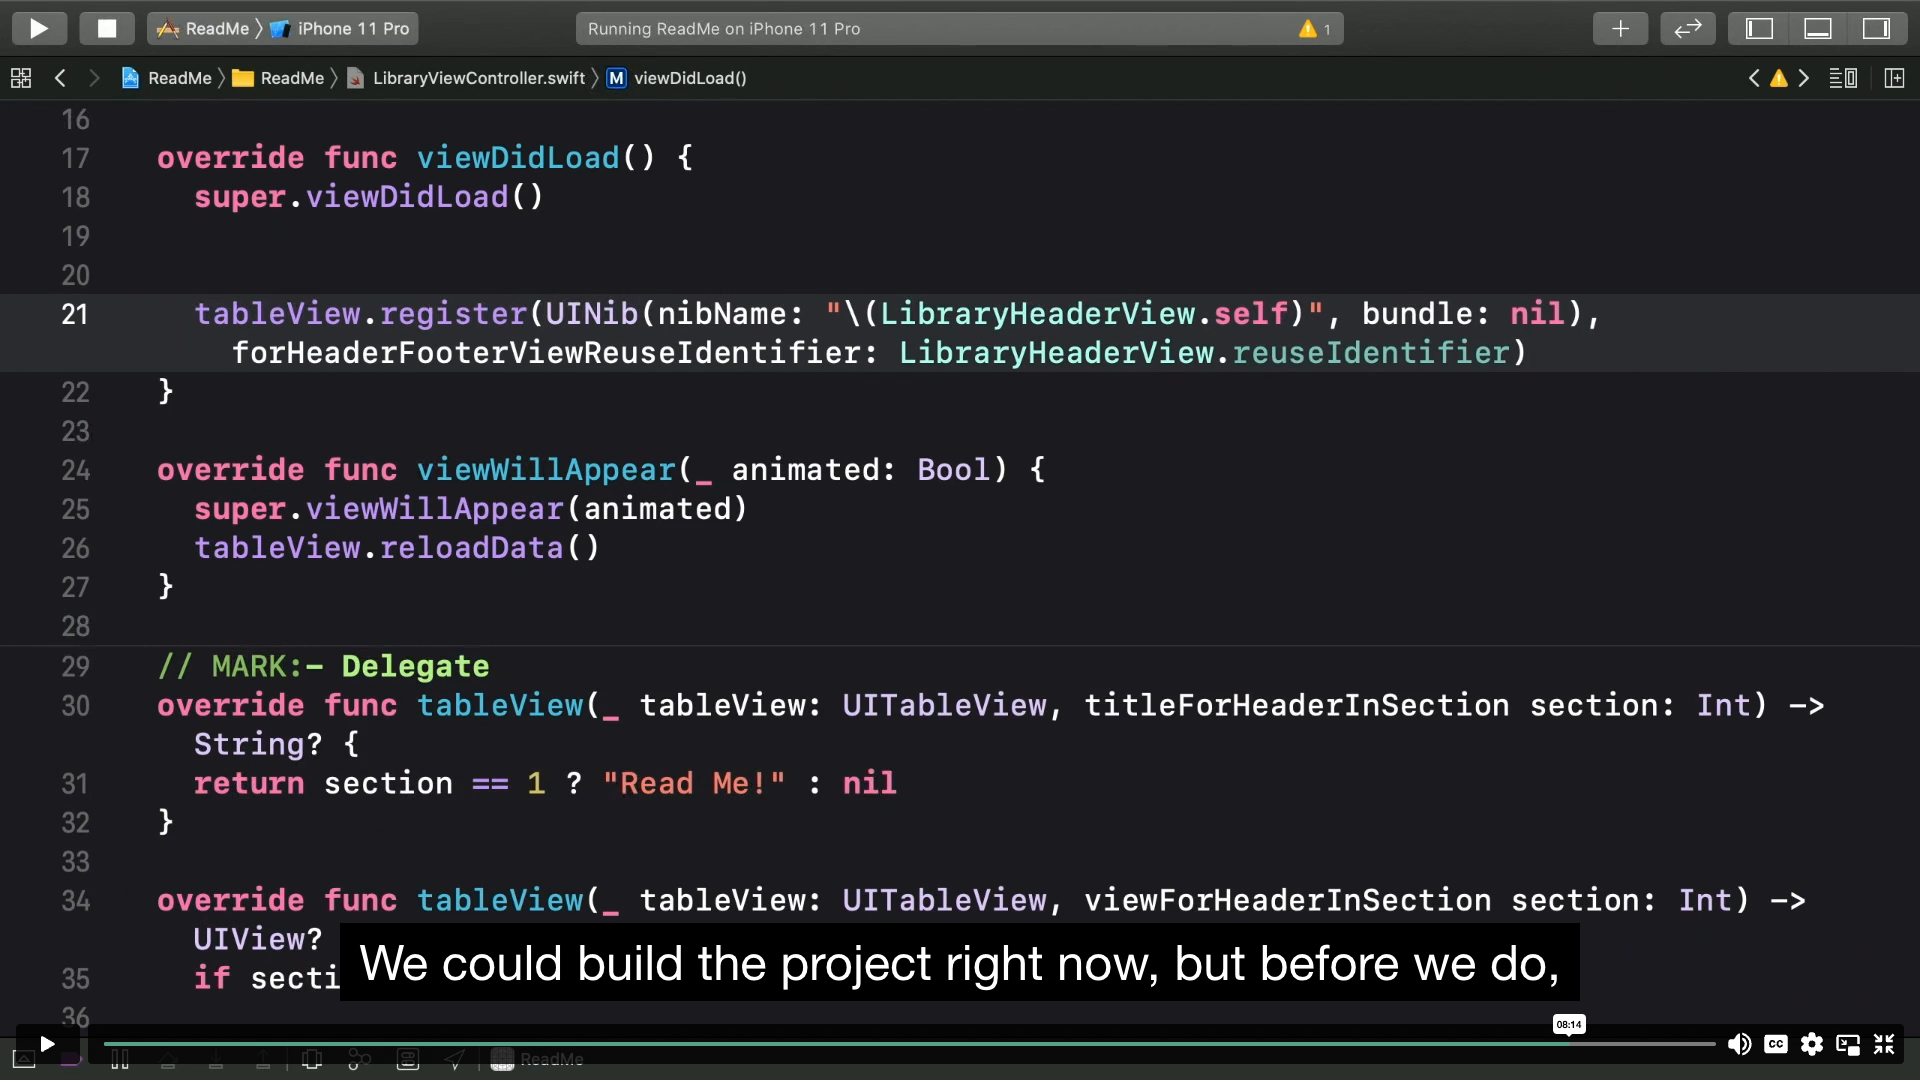 ReadMe 〉 iPhone 11 Pro
Running ReadMe on iPhone 11 Pro
1
ReadMe 〉 ReadMe 〉 LibraryViewController.swift 〉 M viewDidLoad()
16
17 override func viewDidLoad() {
18 super.viewDidLoad()
19
20
21 tableView.register(UINib(nibName: "\(LibraryHeaderView.self)", bundle: nil),
forHeaderFooterViewReuseIdentifier: LibraryHeaderView.reuseIdentifier)
22 }
23
24 override func viewWillAppear(_ animated: Bool) {
25 super.viewWillAppear(animated)
26 tableView.reloadData()
27 }
28
29 // MARK:- Delegate
30 override func tableView(_ tableView: UITableView, titleForHeaderInSection section: Int) ->
String? {
31 return section == 1 ? "Read Me!" : nil
32 }
33
34 override func tableView(_ tableView: UITableView, viewForHeaderInSection section: Int) ->
UIView?
35 if secti
We could build the project right now, but before we do,
36
08:14
CC
ReadMe